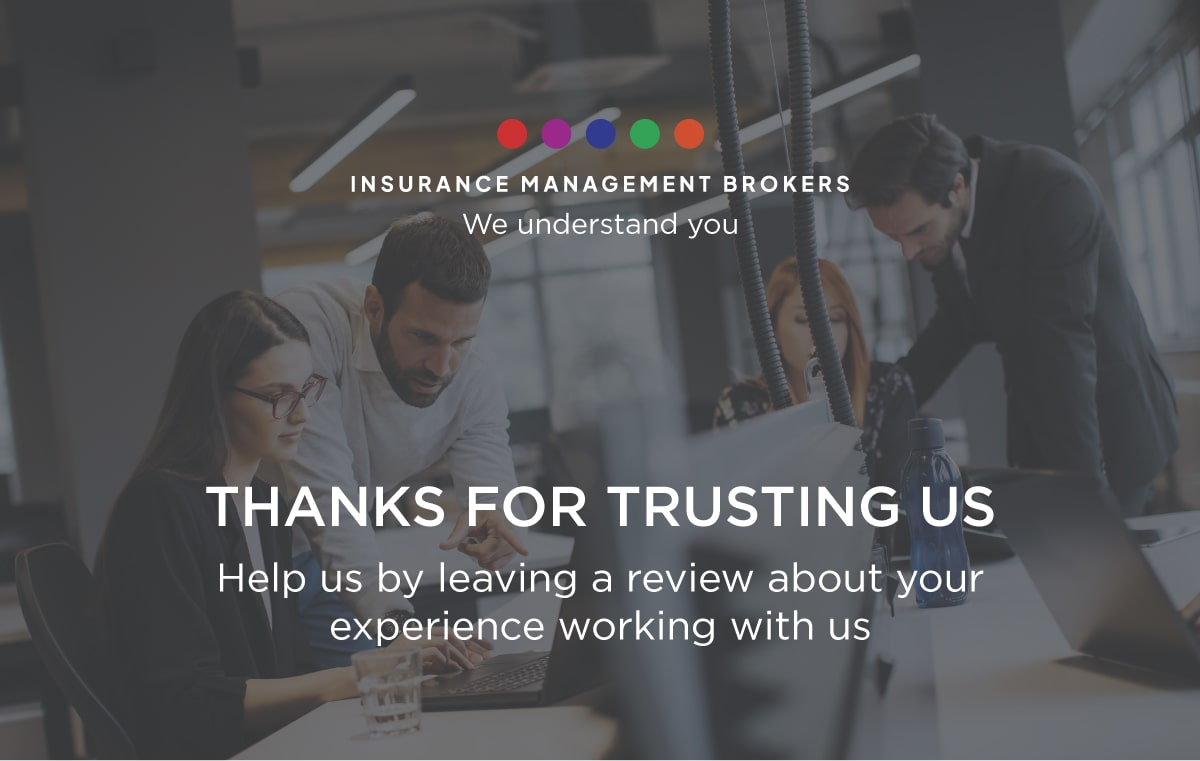 INSURANCE MANAGEMENT BROKERS
We understand you
THANKS FOR TRUSTING US
Help us by leaving a review about your
experience working with us